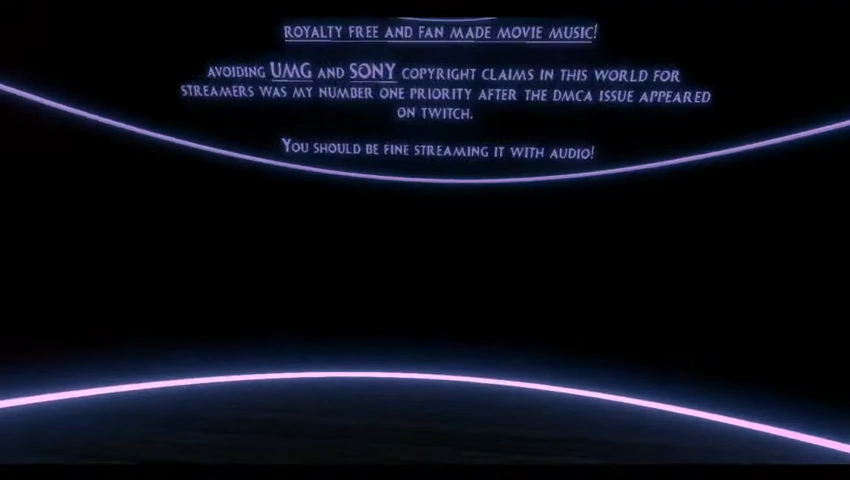 ROYALTY FREE AND FAN MADE MOVIE MUSIC!
AVOIDING UMG AND SONY COPYRIGHT CLAIMS IN THIS WORLD FOR
STREAMERS WAS MY NUMBER ONE PRIORITY AFTER THE DMCA ISSUE APPEARED
ON TWITCH.
YOU SHOULD BE FINE STREAMING IT WITH AUDIO!